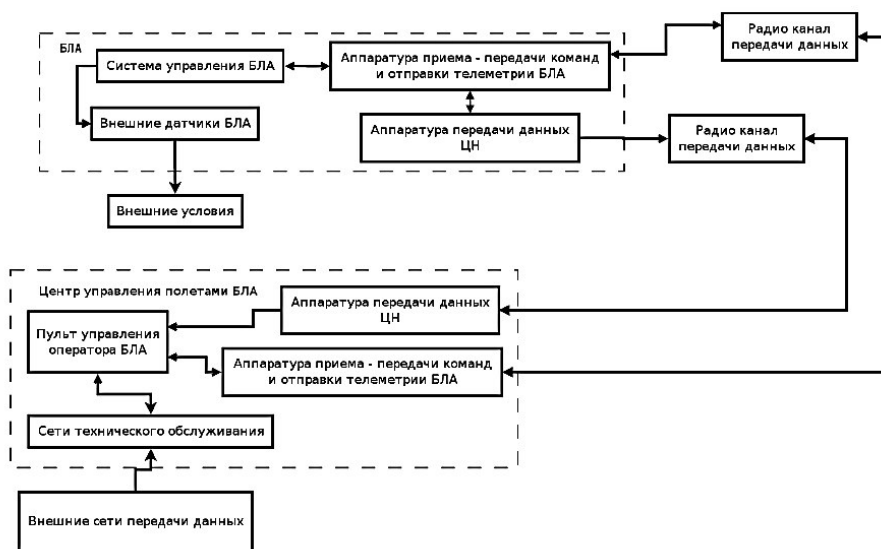 БЛА
Система управления БЛА
Аппаратура приема - передачи команд
и отправки телеметрии БЛА
Радио канал
передачи данных
Внешние датчики БЛА
Аппаратура передачи данных
ЦН
Радио канал
передачи данных
Внешние условия
Центр управления полетами БЛА
Аппаратура передачи данных
ЦН
Пульт управления
оператора БЛА
Аппаратура приема - передачи команд
и отправки телеметрии БЛА
Сети технического обслуживания
Внешние сети передачи данных